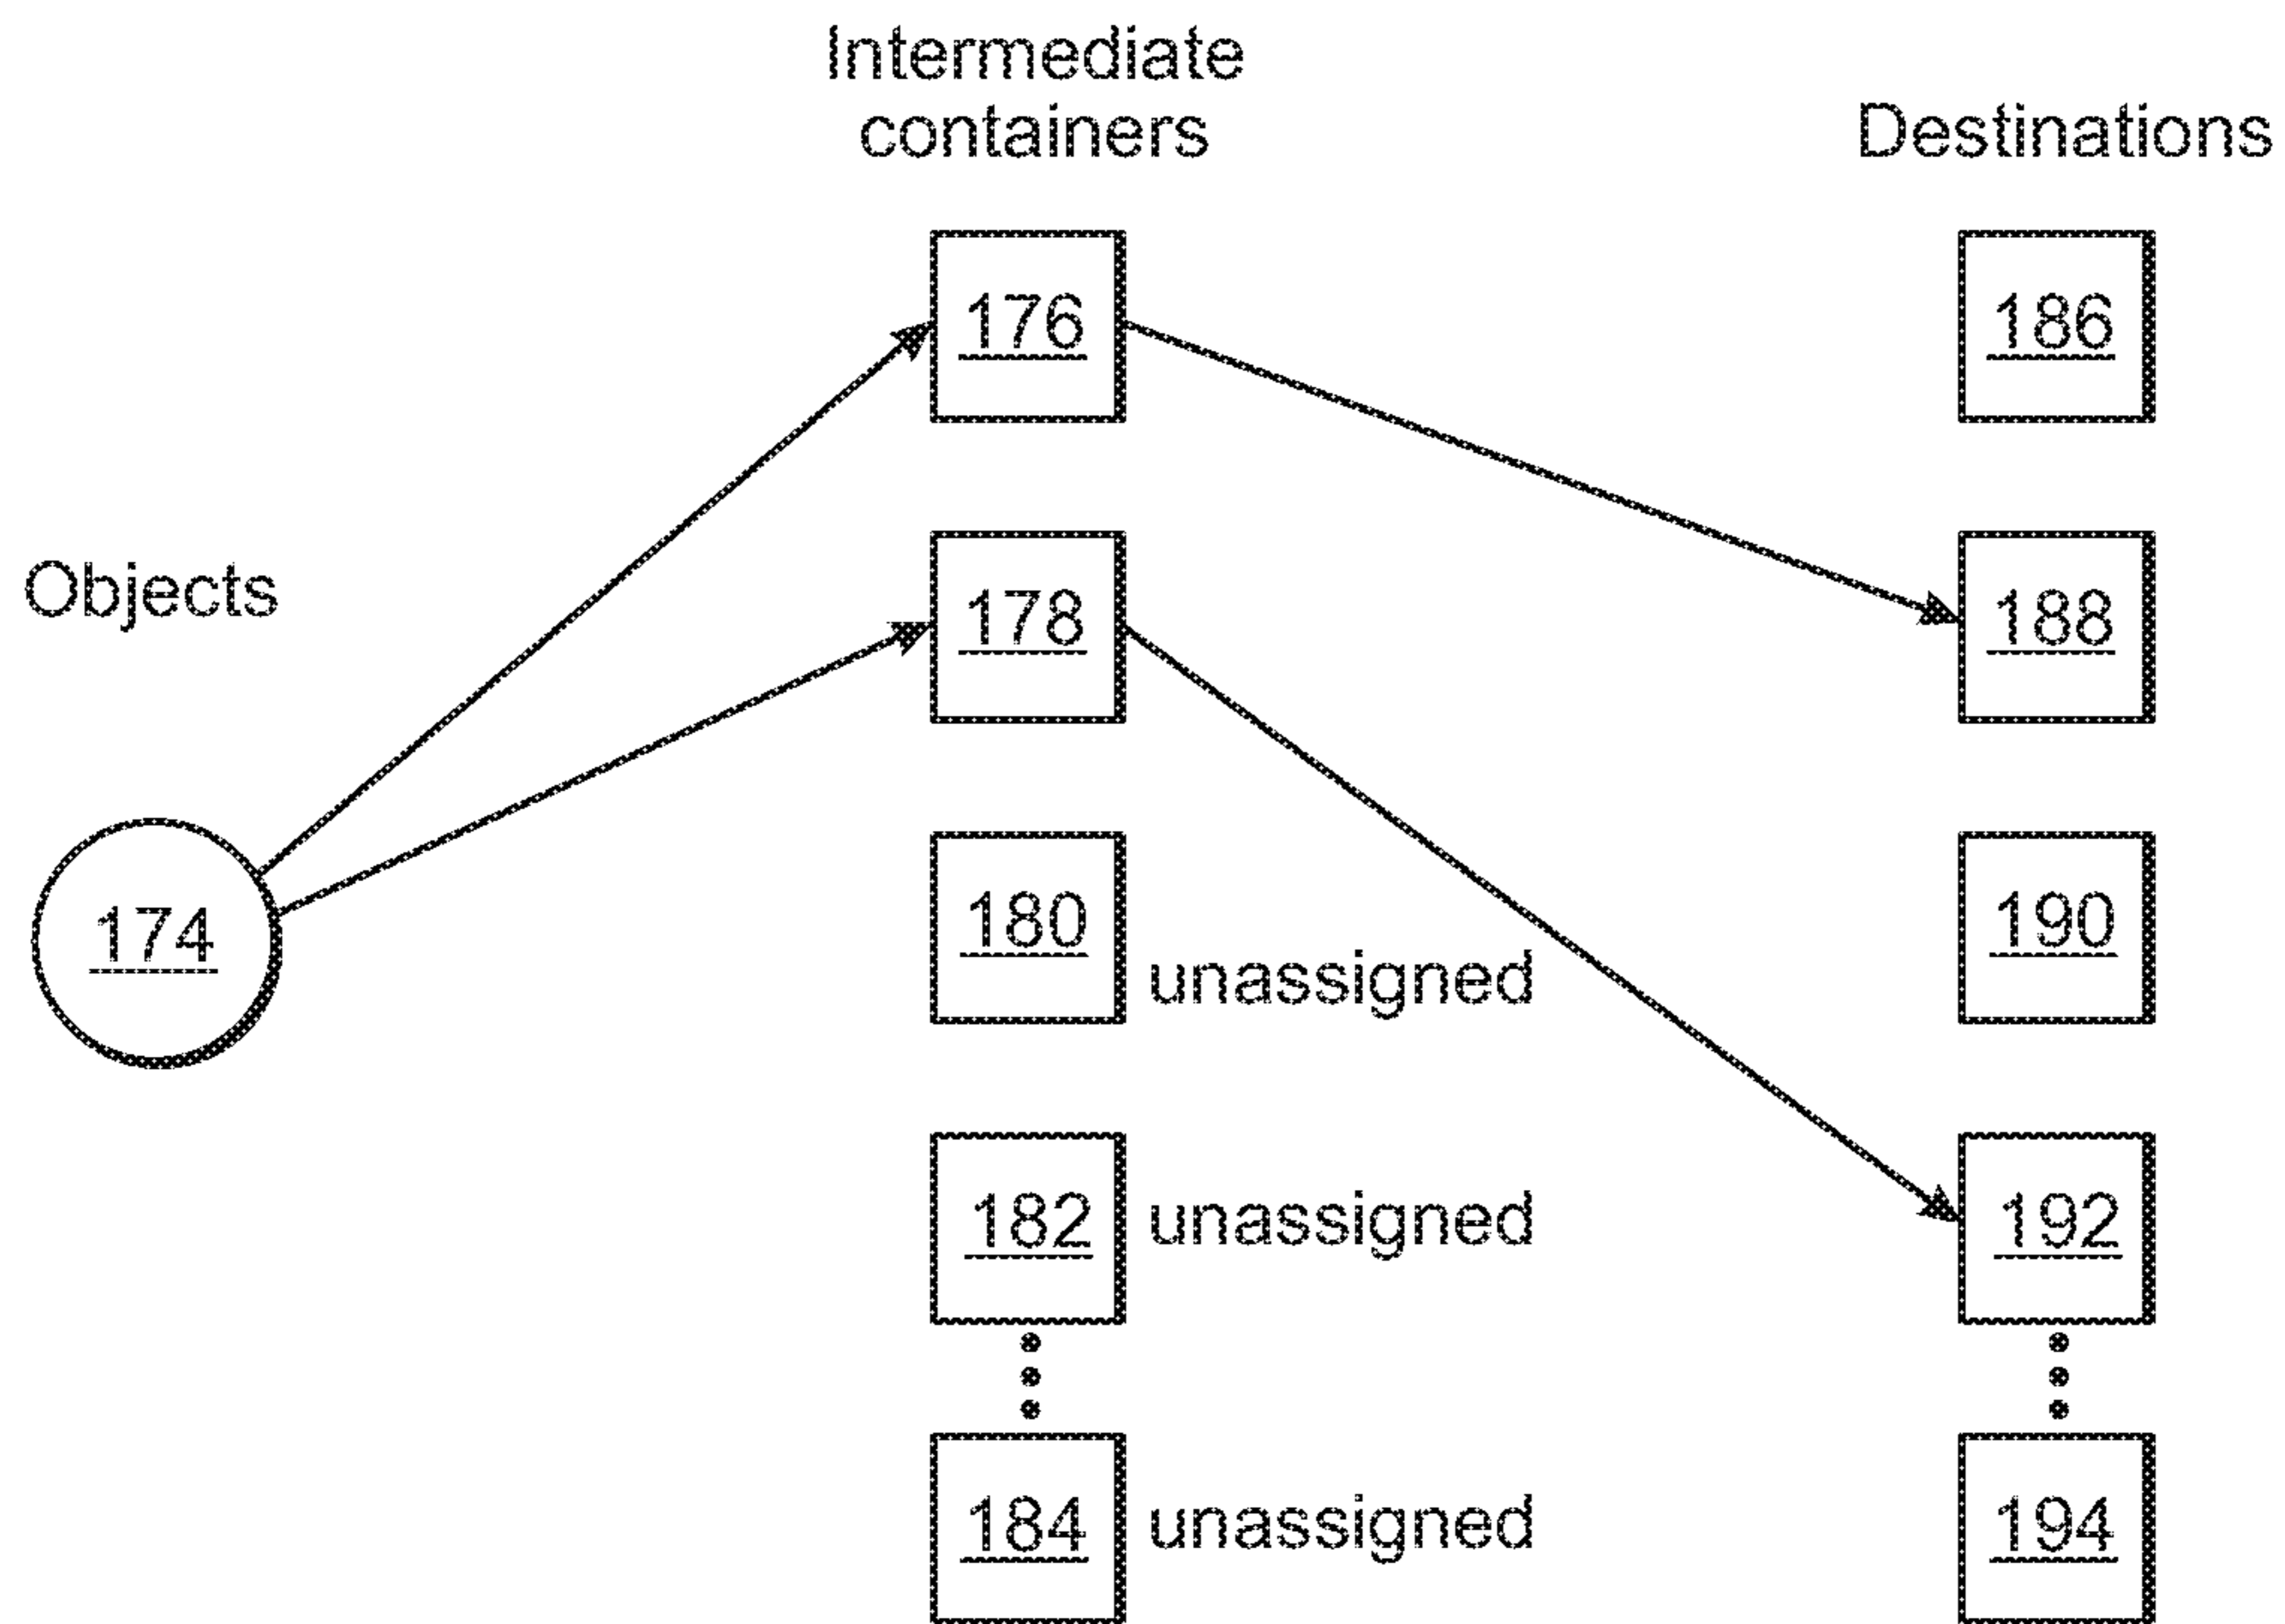 Intermediate
containers
Destinations
Objects
176
186
178
188
174
180
unassigned
190
182
unassigned
192
184
unassigned
194